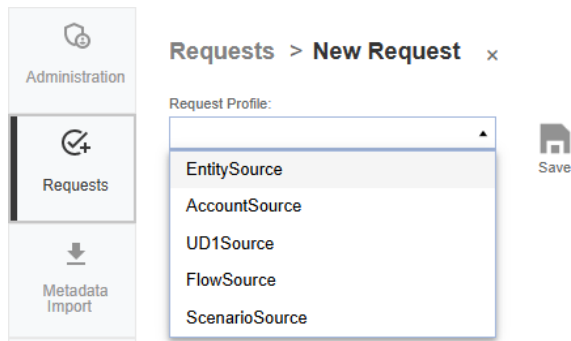 Administration
Requests
Metadata
Import
Requests > New Request ×
Request Profile:
EntitySource
AccountSource
UD1Source
FlowSource
ScenarioSource
Save